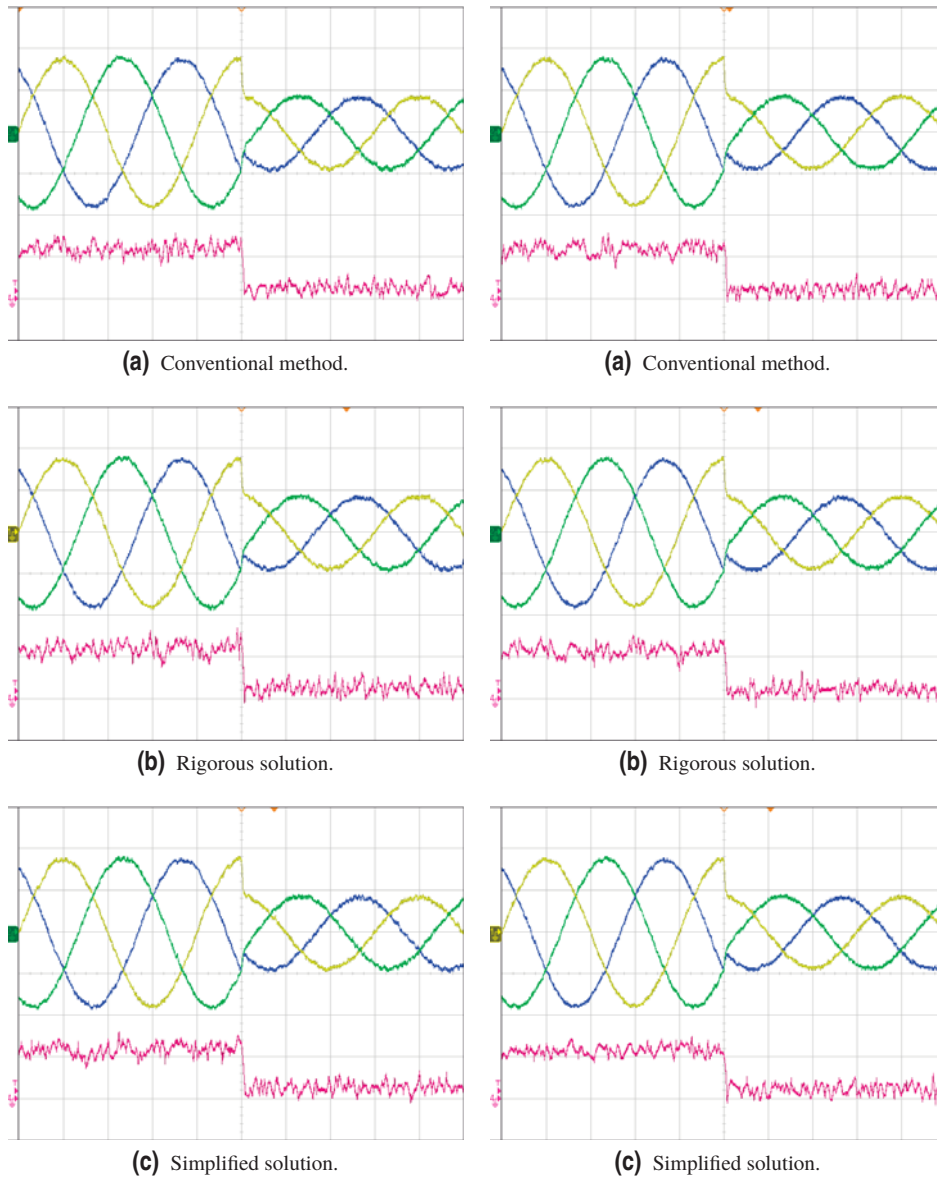 (a) Conventional method.
(a) Conventional method.
(b) Rigorous solution.
(b) Rigorous solution.
(c) Simplified solution.
(c) Simplified solution.